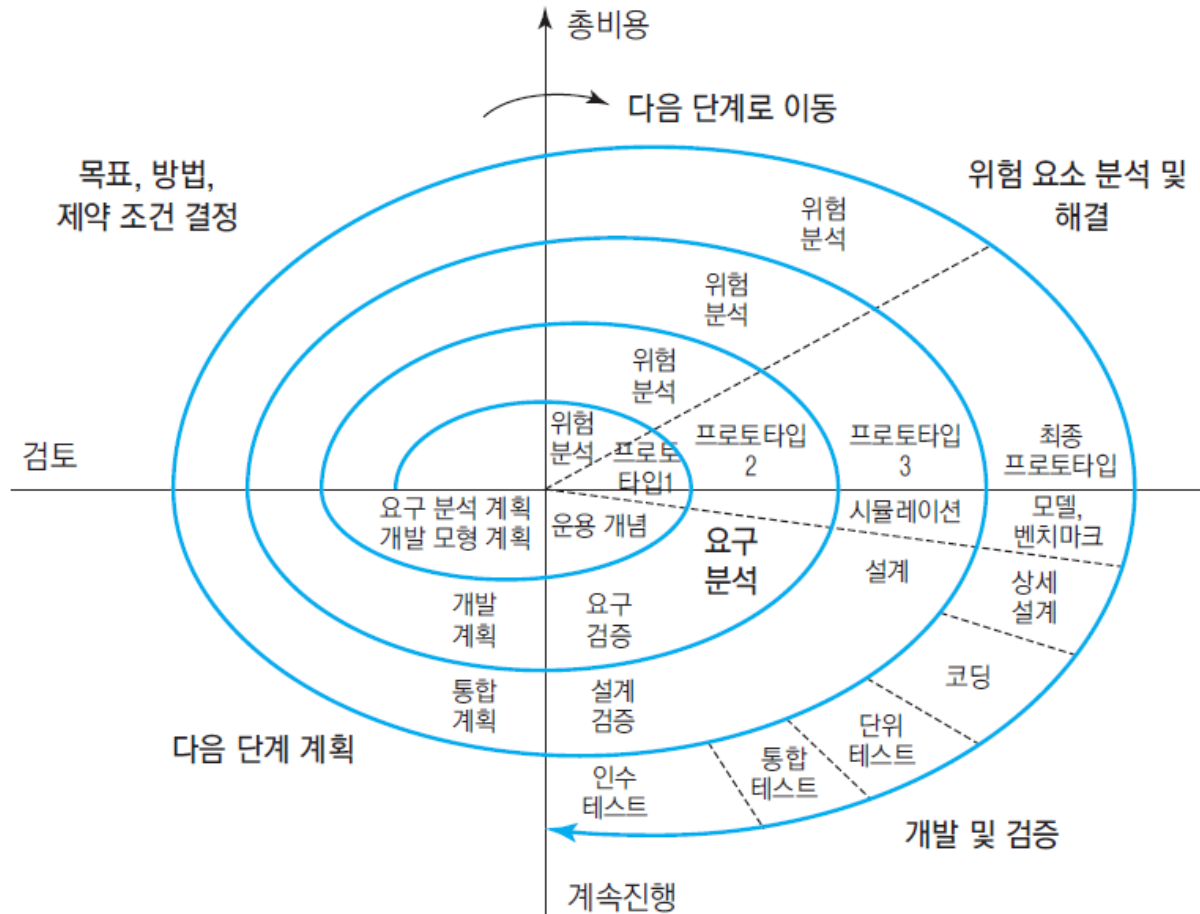 총비용
다음 단계로 이동
목표, 방법,
제약 조건 결정
위험 요소 분석 및
해결
위험
분석
위험
분석
위험
분석
위험
분석
검토
프로토
타입1
프로토타입
2
프로토타입
3
최종
프로토타입
요구 분석 계획
개발 모형 계획
운용 개념
요구
분석
시뮬레이션
모델,
벤치마크
설계
상세
설계
개발
계획
요구
검증
코딩
통합
계획
설계
검증
단위
테스트
다음 단계 계획
통합
테스트
인수
테스트
개발 및 검증
계속진행